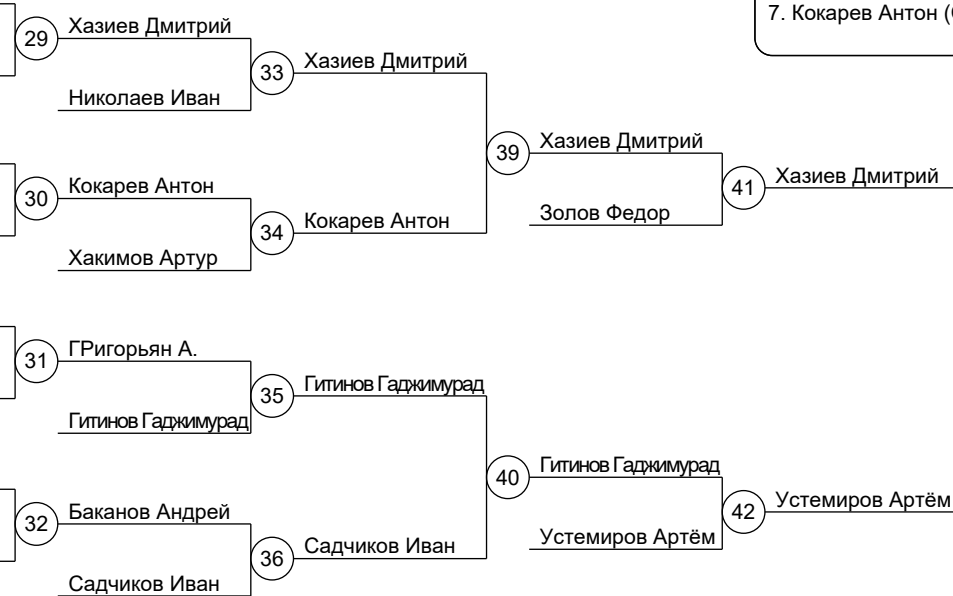 7. Кокарев Антон (
29
Хазиев Дмитрий
33
Хазиев Дмитрий
Николаев Иван
39
Хазиев Дмитрий
41
Хазиев Дмитрий
30
Кокарев Антон
34
Кокарев Антон
Золов Федор
Хакимов Артур
31
ГРигорьян А.
35
Гитинов Гаджимурад
Гитинов Гаджимурад
40
Гитинов Гаджимурад
42
Устемиров Артём
32
Баканов Андрей
36
Садчиков Иван
Устемиров Артём
Садчиков Иван